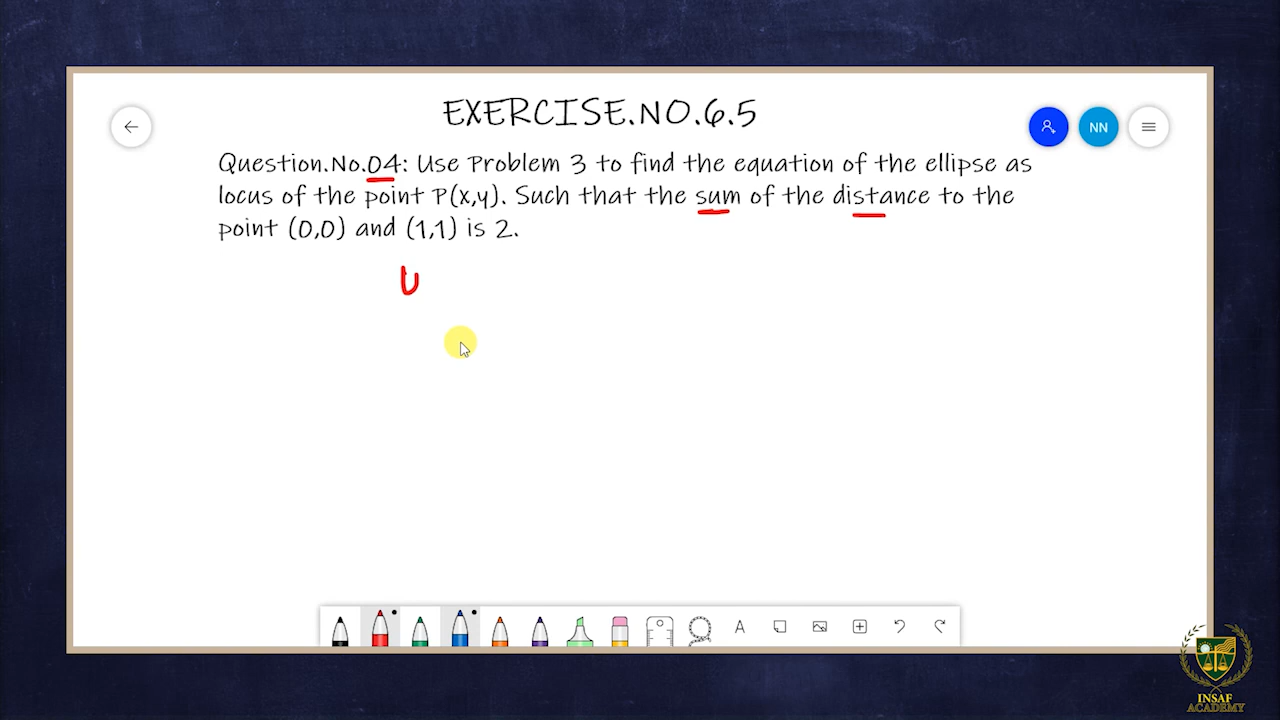 EXERCISE.NO.6.5
NN
Question.No.04: Use Problem 3 to find the equation of the ellipse as
locus of the point P(x,y). Such that the sum of the distance to the
point (0,0) and (1,1) is 2.
U
A
INSAF
ACADEMY